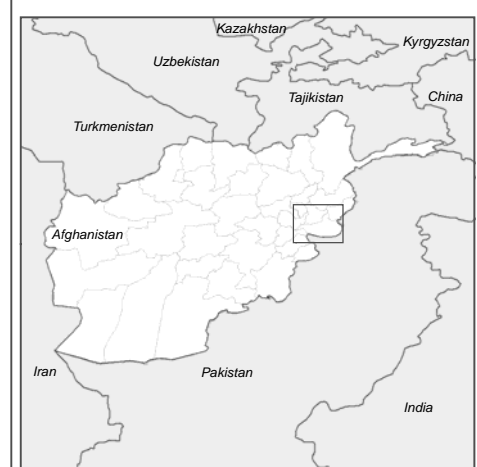 Kazakhstan
Kyrgyzstan
Uzbekistan
Tajikistan
China
Turkmenistan
Afghanistan
Iran
Pakistan
India